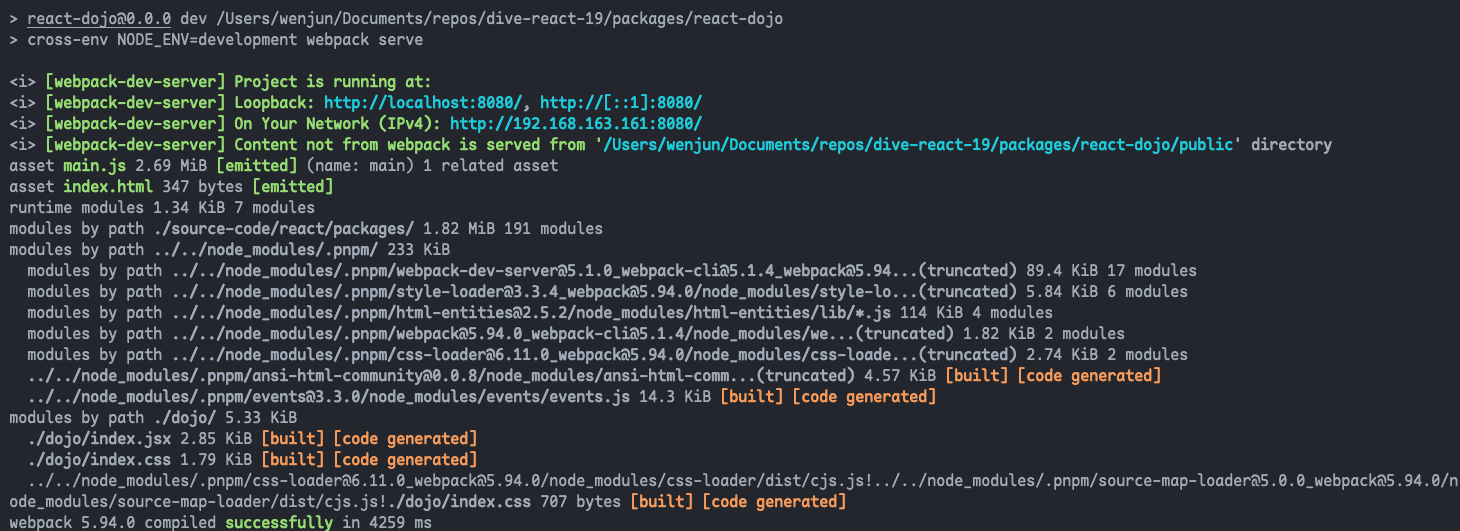 > react-dojo@0.0.0 dev /Users/wenjun/Documents/repos/dive-react-19/packages/react-dojo
> cross-env NODE_ENV=development webpack serve
<i> [webpack-dev-server] Project is running at:
<i> [webpack-dev-server] Loopback: http://localhost:8080/, http://[::1]:8080/
<i> [webpack-dev-server] On Your Network (IPv4): http://192.168.163.161:8080/
<i> [webpack-dev-server] Content not from webpack is served from '/Users/wenjun/Documents/repos/dive-react-19/packages/react-dojo/public' directory
asset main.js 2.69 MiB [emitted] (name: main) 1 related asset
asset index.html 347 bytes [emitted]
runtime modules 1.34 KiB 7 modules
modules by path ./source-code/react/packages/ 1.82 MiB 191 modules
modules by path ../../node_modules/.pnpm/ 233 KiB
  modules by path ../../node_modules/.pnpm/webpack-dev-server@5.1.0_webpack-cli@5.1.4_webpack@5.94...(truncated) 89.4 KiB 17 modules
  modules by path ../../node_modules/.pnpm/style-loader@3.3.4_webpack@5.94.0/node_modules/style-lo...(truncated) 5.84 KiB 6 modules
  modules by path ../../node_modules/.pnpm/html-entities@2.5.2/node_modules/html-entities/lib/*.js 114 KiB 4 modules
  modules by path ../../node_modules/.pnpm/webpack@5.94.0_webpack-cli@5.1.4/node_modules/we...(truncated) 1.82 KiB 2 modules
  modules by path ../../node_modules/.pnpm/css-loader@6.11.0_webpack@5.94.0/node_modules/css-loade...(truncated) 2.74 KiB 2 modules
  ../../node_modules/.pnpm/ansi-html-community@0.0.8/node_modules/ansi-html-comm...(truncated) 4.57 KiB [built] [code generated]
  ../../node_modules/.pnpm/events@3.3.0/node_modules/events/events.js 14.3 KiB [built] [code generated]
modules by path ./dojo/ 5.33 KiB
  ./dojo/index.jsx 2.85 KiB [built] [code generated]
  ./dojo/index.css 1.79 KiB [built] [code generated]
  ../../node_modules/.pnpm/css-loader@6.11.0_webpack@5.94.0/node_modules/css-loader/dist/cjs.js!../../node_modules/.pnpm/source-map-loader@5.0.0_webpack@5.94.0/n
ode_modules/source-map-loader/dist/cjs.js!./dojo/index.css 707 bytes [built] [code generated]
webpack 5.94.0 compiled successfully in 4259 ms